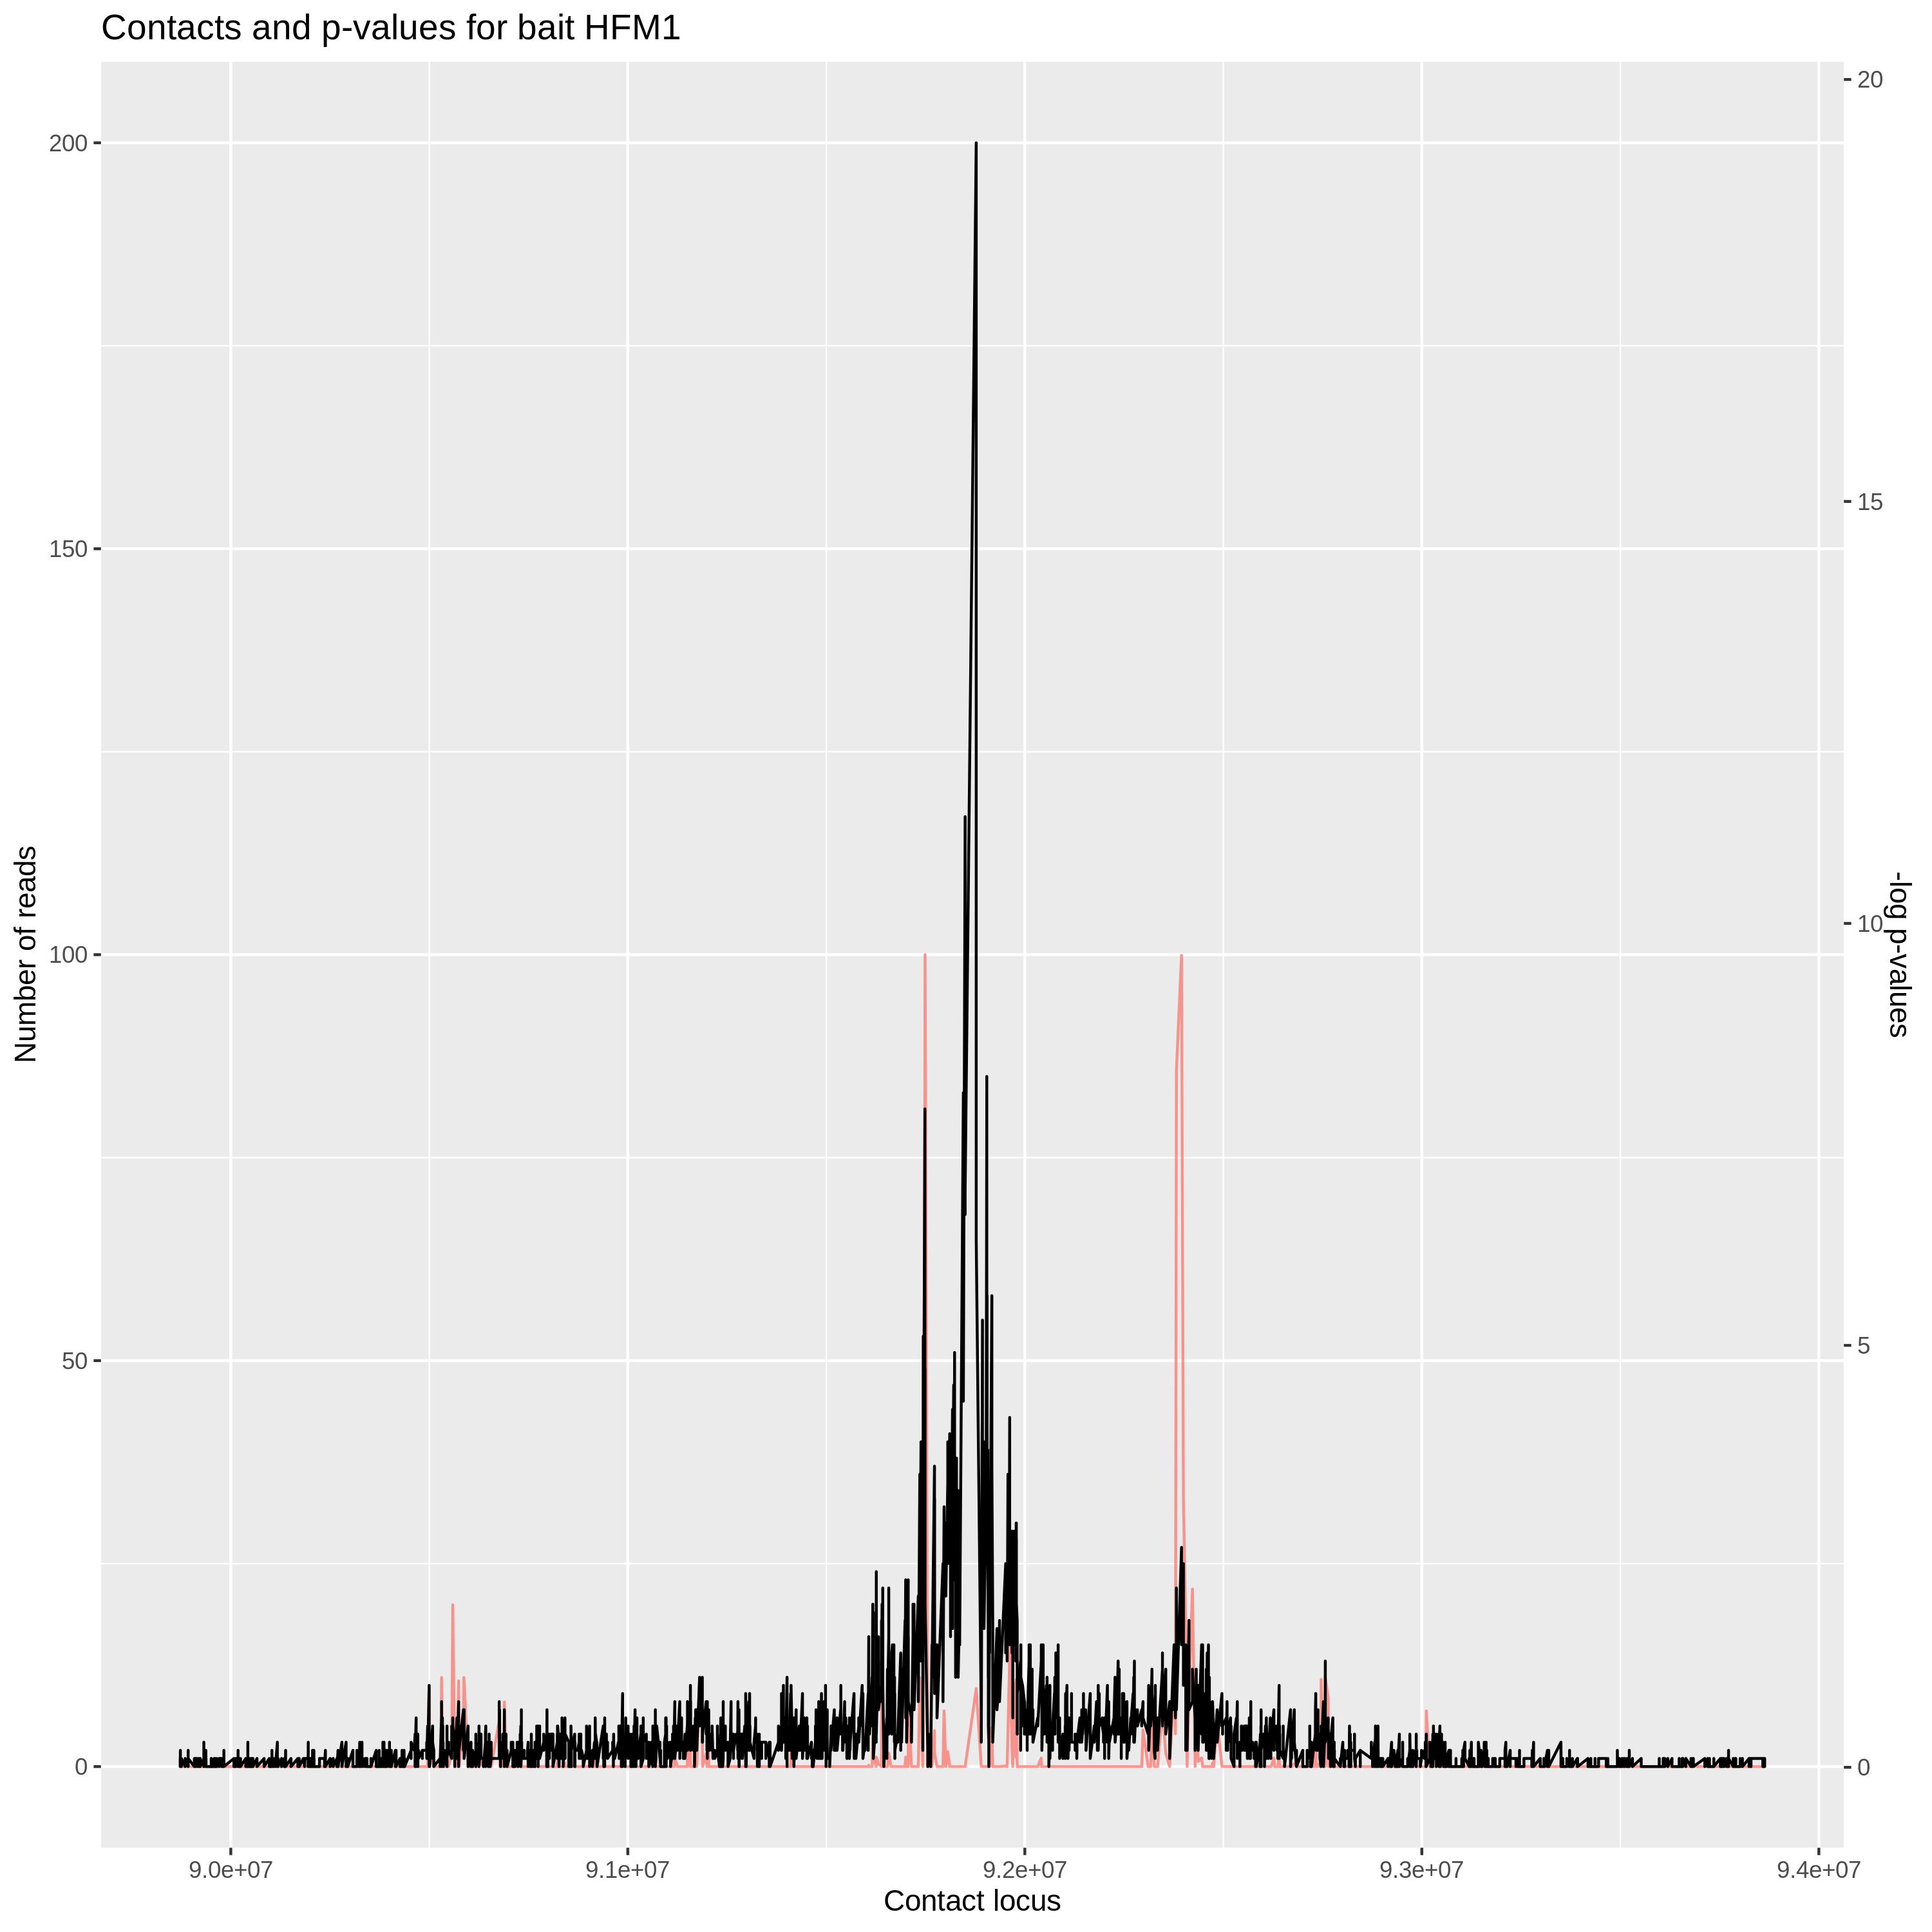 Contacts and p-values for bait HFM1
200
150
100
50
0
Number of reads
20
15
10
5
0
-log p-values
9.0e+07
9.1e+07
9.2e+07
9.3e+07
9.4e+07
Contact locus